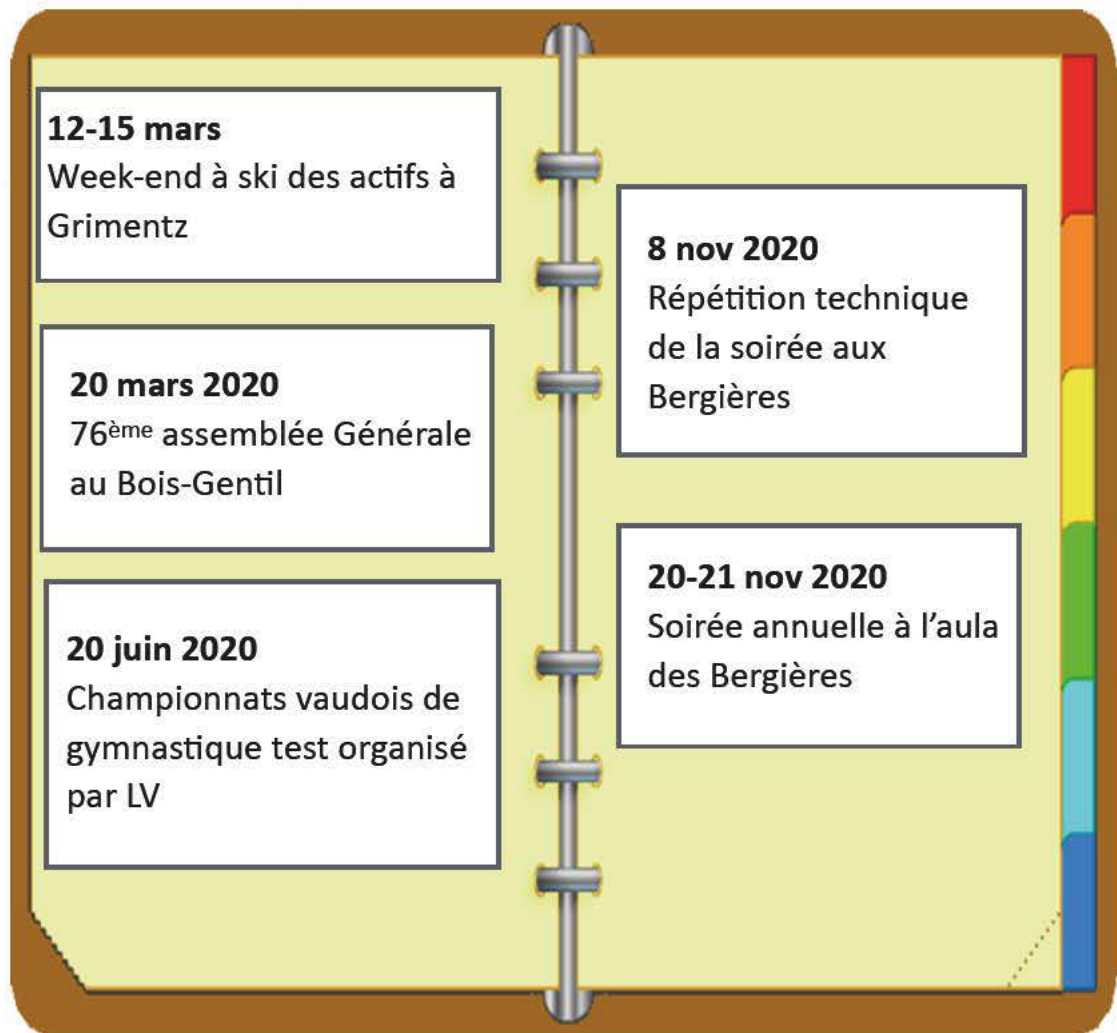 12-15 mars
Week-end à ski des actifs à
Grimentz
20 mars 2020
76ème assemblée Générale
au Bois-Gentil
20 juin 2020
Championnats vaudois de
gymnastique test organisé
par LV
8 nov 2020
Répétition technique
de la soirée aux
Bergières
20-21 nov 2020
Soirée annuelle à l’aula
des Bergières